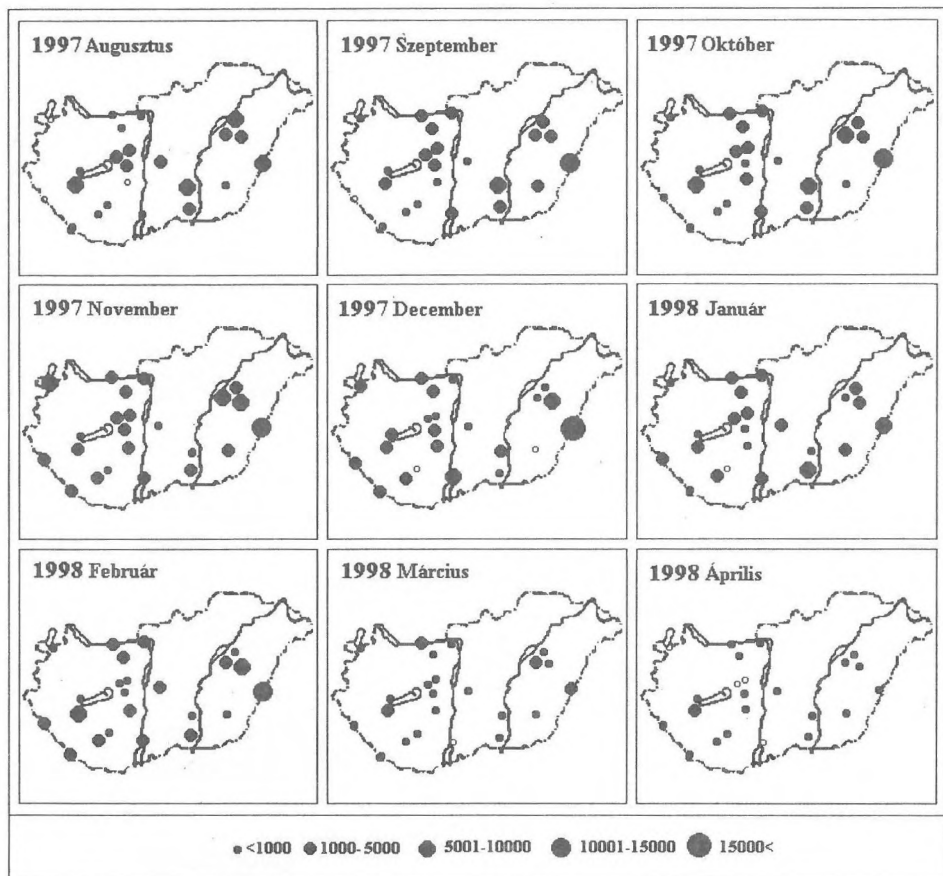 1997 Augusztus
1997 Szeptember
1997 Október
1997 November
1997 December
1998 Január
1998 Február
1998 Március
1998 Április
<1000 1000-5000 5001-10000 10001-15000 15000<